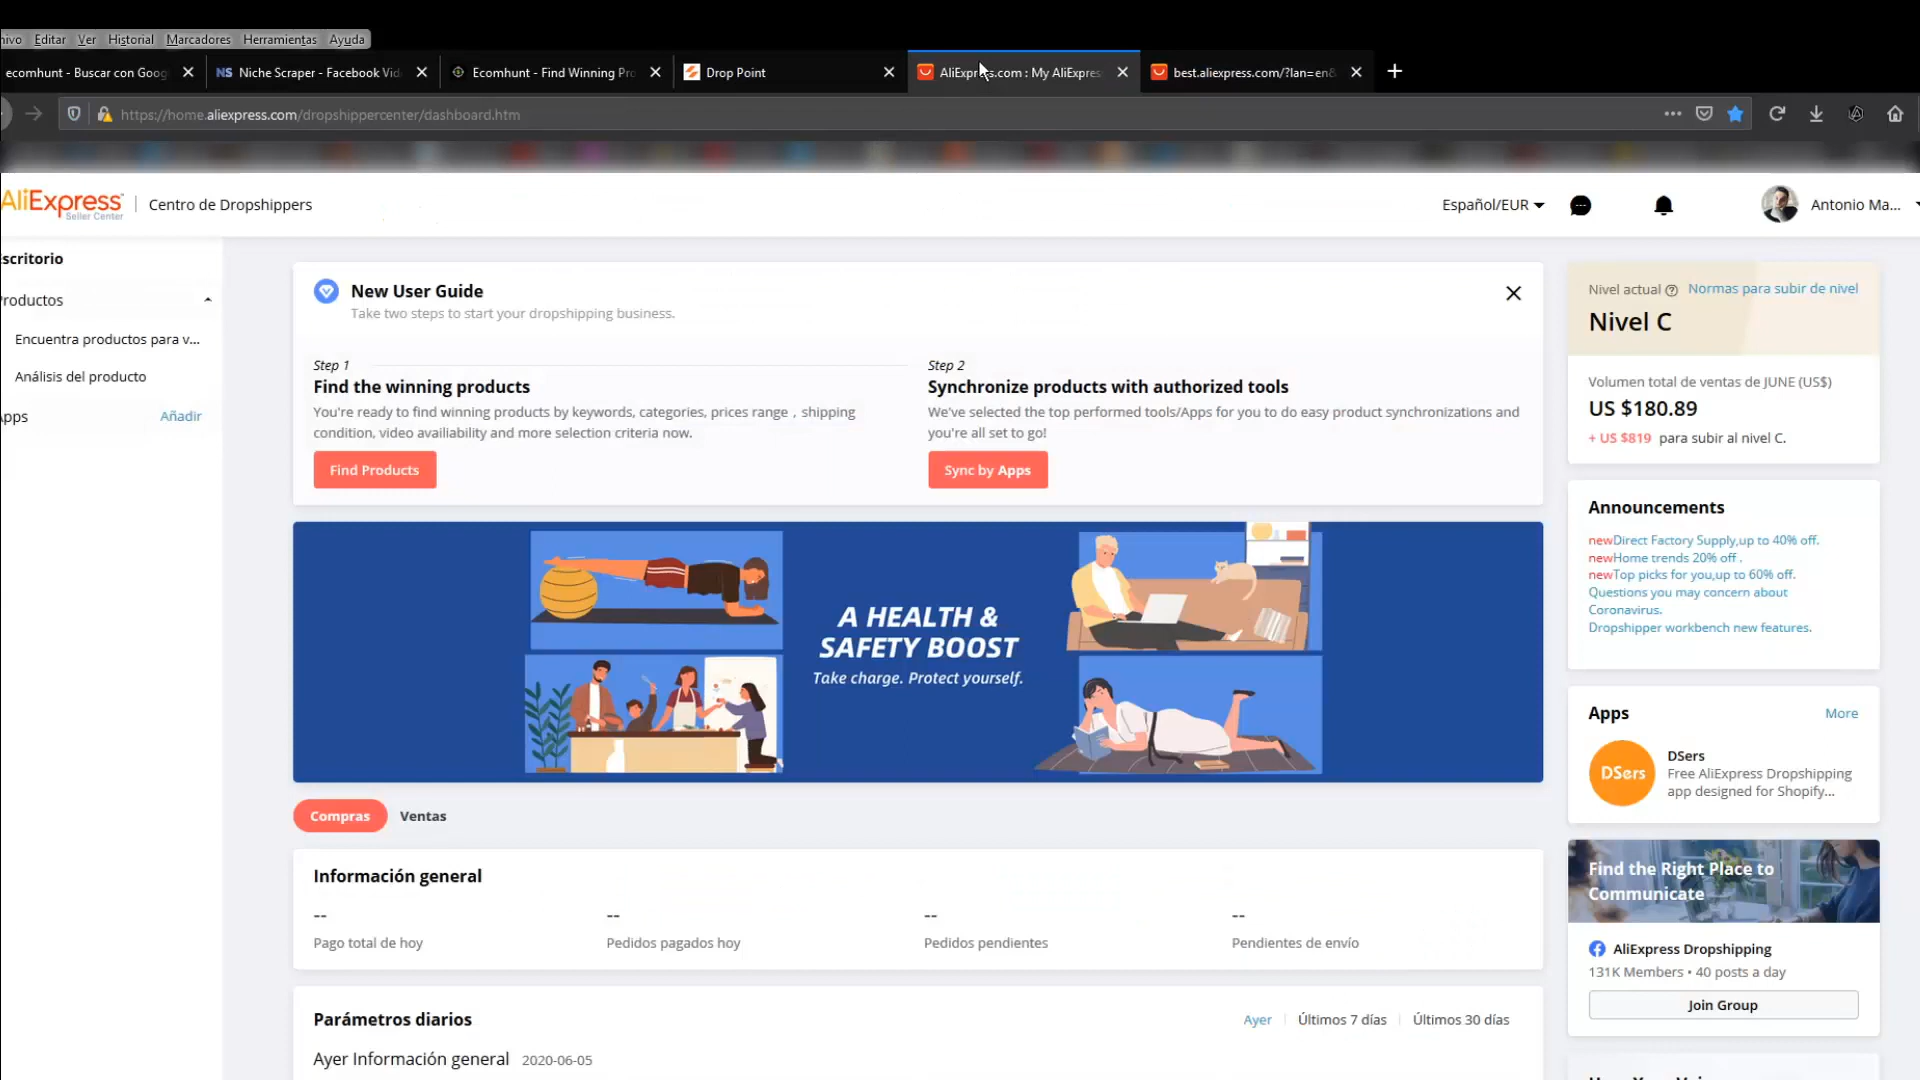 hivo Editar Ver Historial Marcadores Herramientas Ayuda
ecomhunt - Buscar con Goog
NS Niche Scraper - Facebook Vid
Ecomhunt - Find Winning Pro
Drop Point
AliExpress.com : My AliExpres
best.aliexpress.com/?lan=en&
https://home.aliexpress.com/dropshippercenter/dashboard.htm
AliExpress
Seller Center
Centro de Dropshippers
Español/EUR
Antonio Ma...
scritorio
roductos
Encuentra productos para v...
Análisis del producto
Apps Añadir
New User Guide
Take two steps to start your dropshipping business.
Step 1
Find the winning products
You're ready to find winning products by keywords, categories, prices range , shipping
condition, video availiability and more selection criteria now.
Find Products
Step 2
Synchronize products with authorized tools
We've selected the top performed tools/Apps for you to do easy product synchronizations and
you're all set to go!
Sync by Apps
A HEALTH &
SAFETY BOOST
Take charge. Protect yourself.
Compras Ventas
Información general
-- -- -- --
Pago total de hoy Pedidos pagados hoy Pedidos pendientes Pendientes de envío
Parámetros diarios
Ayer Últimos 7 días Últimos 30 días
Ayer Información general 2020-06-05
Nivel actual Normas para subir de nivel
Nivel C
Volumen total de ventas de JUNE (US$)
US $180.89
+ US $819 para subir al nivel C.
Announcements
newDirect Factory Supply,up to 40% off.
newHome trends 20% off .
newTop picks for you,up to 60% off.
Questions you may concern about
Coronavirus.
Dropshipper workbench new features.
Apps More
DSers
DSers
Free AliExpress Dropshipping
app designed for Shopify...
Find the Right Place to
Communicate
AliExpress Dropshipping
131K Members • 40 posts a day
Join Group